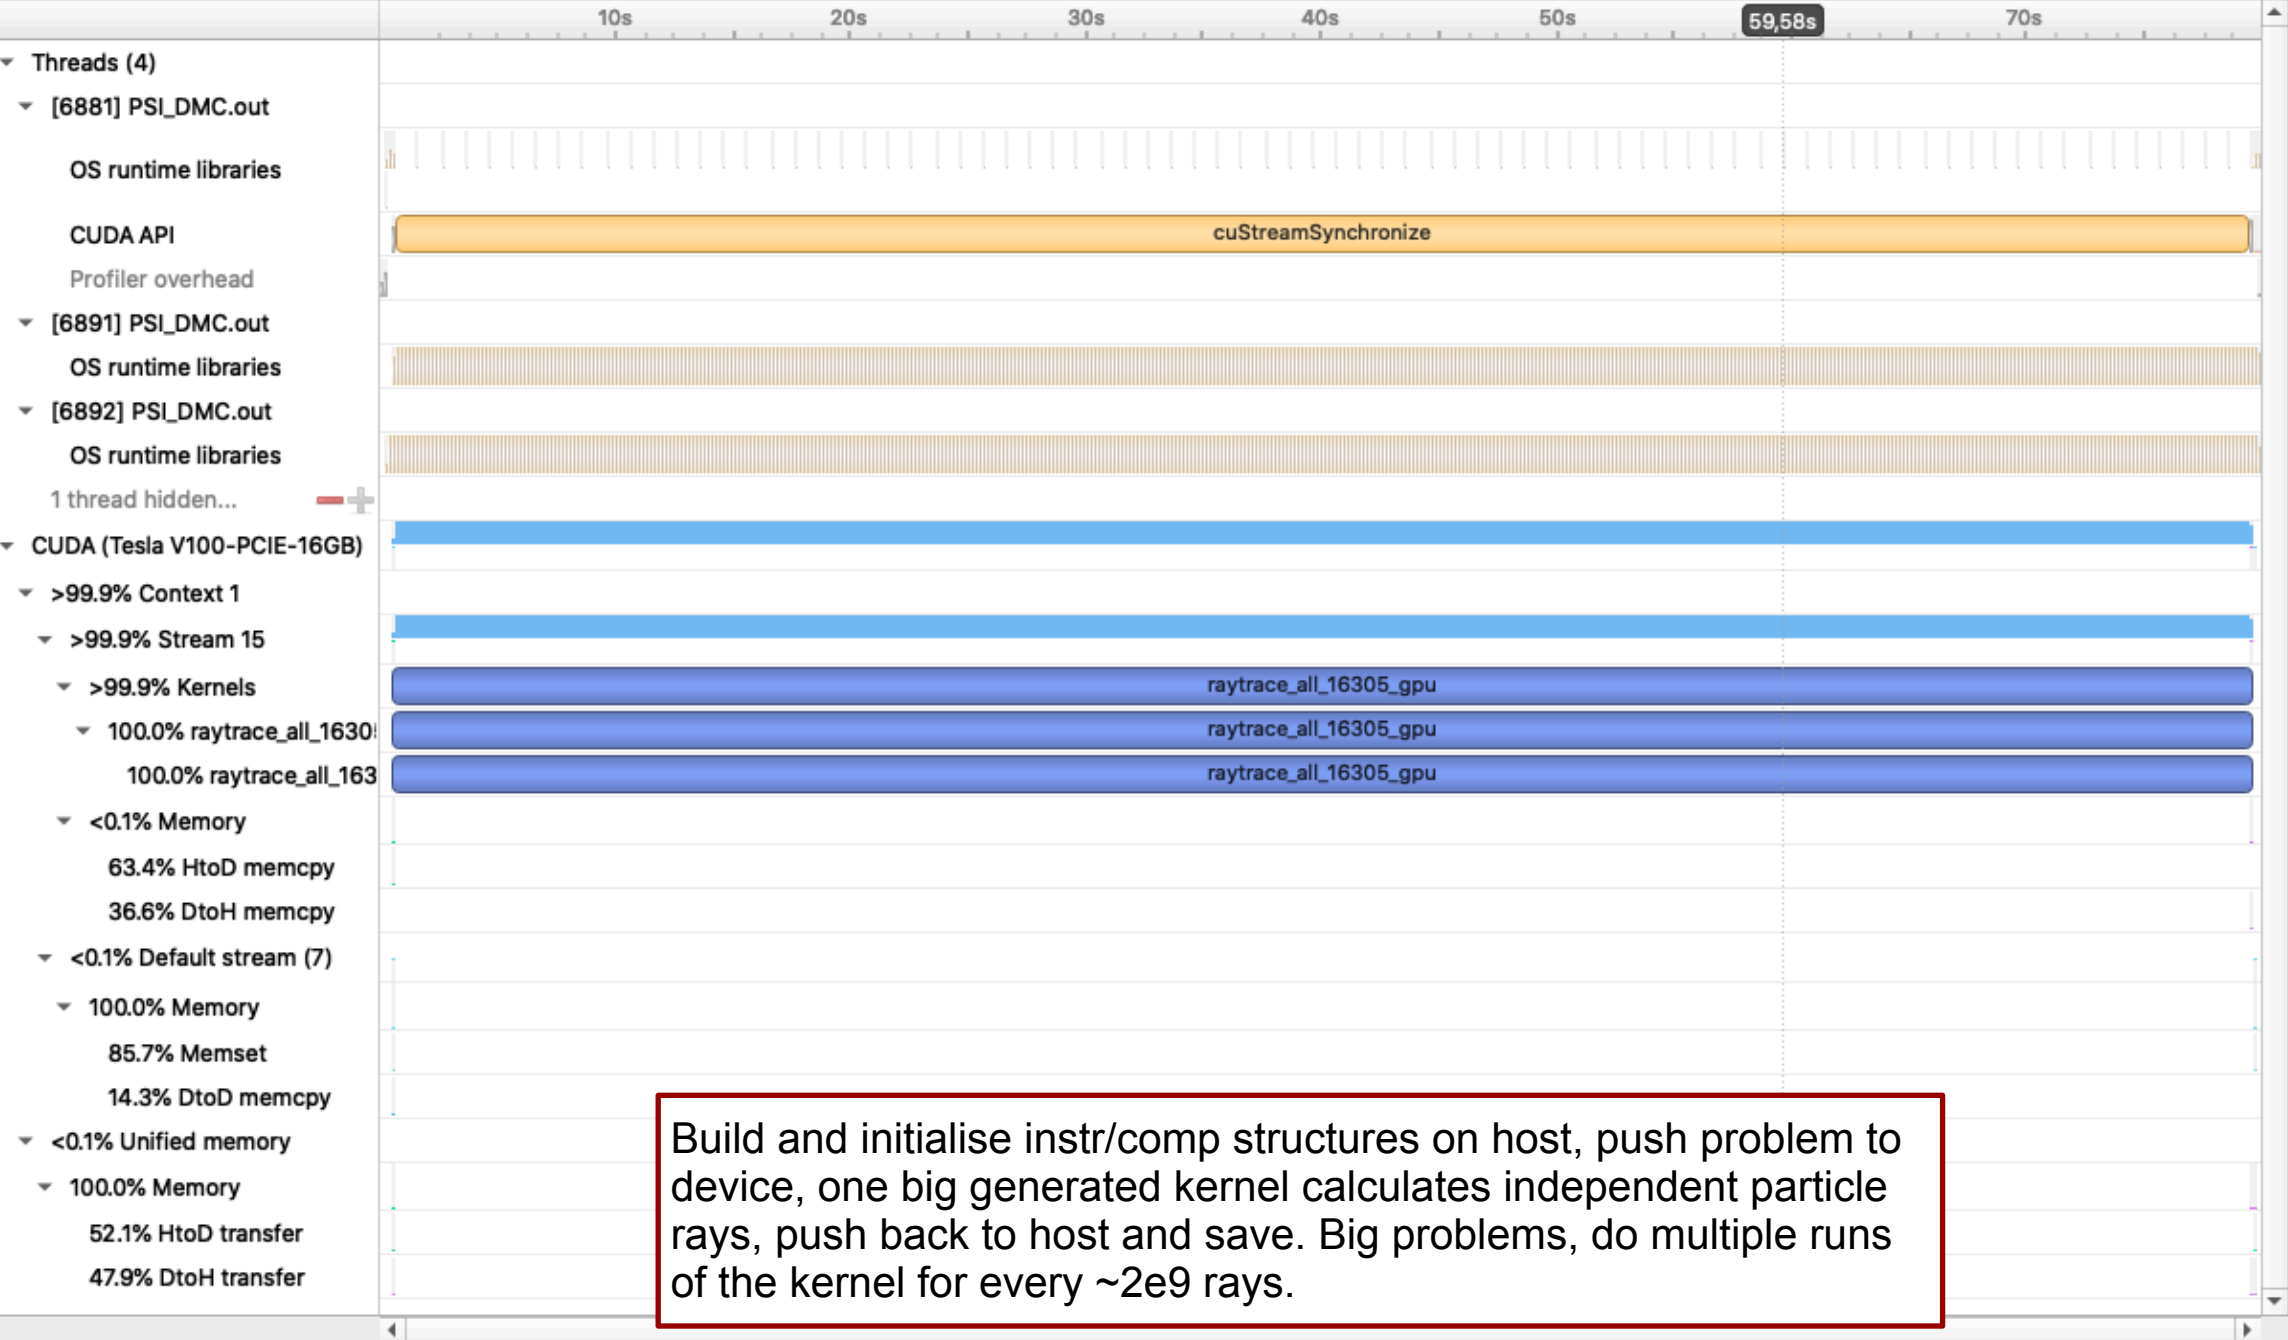 10s 20s 30s 40s 50s 59,58s 70s
Threads (4)
[6881] PSI_DMC.out
OS runtime libraries
CUDA API
cuStreamSynchronize
Profiler overhead
[6891] PSI_DMC.out
OS runtime libraries
[6892] PSI_DMC.out
OS runtime libraries
1 thread hidden...
CUDA (Tesla V100-PCIE-16GB)
>99.9% Context 1
>99.9% Stream 15
>99.9% Kernels
raytrace_all_16305_gpu
100.0% raytrace_all_1630
raytrace_all_16305_gpu
100.0% raytrace_all_163
raytrace_all_16305_gpu
<0.1% Memory
63.4% HtoD memcpy
36.6% DtoH memcpy
<0.1% Default stream (7)
100.0% Memory
85.7% Memset
14.3% DtoD memcpy
<0.1% Unified memory
100.0% Memory
52.1% HtoD transfer
47.9% DtoH transfer
Build and initialise instr/comp structures on host, push problem to
device, one big generated kernel calculates independent particle
rays, push back to host and save. Big problems, do multiple runs
of the kernel for every ~2e9 rays.